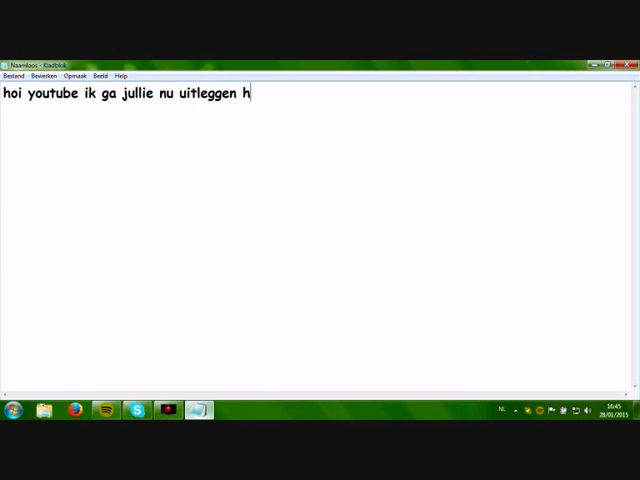 Naamloos - Kladblok
Bestand Bewerken Opmaak Beeld Help
hoi youtube ik ga jullie nu uitleggen h
NL
16:45
28/01/2015